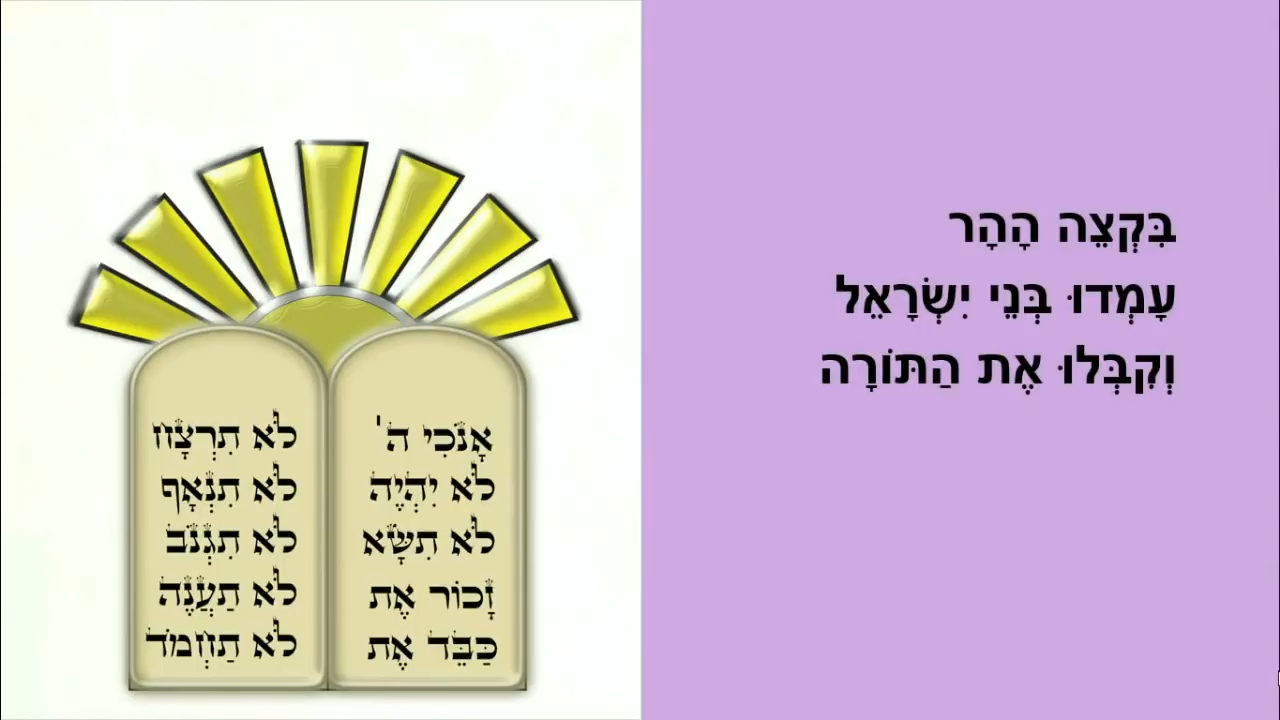 בִּקְצֵה הָהָר
עָמְדוּ בְּנֵי יִשְׂרָאֵל
וְקִבְּלוּ אֶת הַתּוֹרָה
אָנֹכִי ה'
לֹא יִהְיֶה
לֹא תִשָּׂא
זָכוֹר אֶת
כַּבֵּד אֶת
לֹא תִרְצָח
לֹא תִנְאָף
לֹא תִגְנֹב
לֹא תַעֲנֶה
לֹא תַחְמֹד